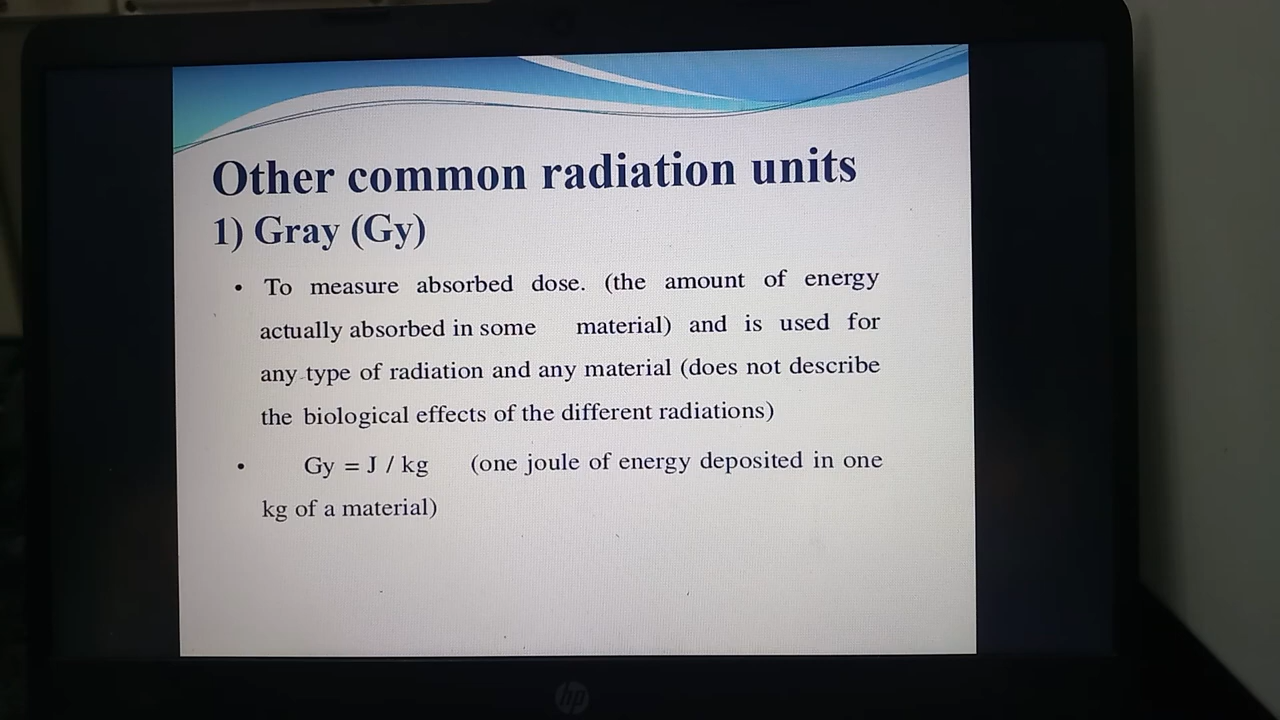 Other common radiation units
1) Gray (Gy)
• To measure absorbed dose. (the amount of energy
actually absorbed in some material) and is used for
any type of radiation and any material (does not describe
the biological effects of the different radiations)
• Gy = J / kg (one joule of energy deposited in one
kg of a material)
hp